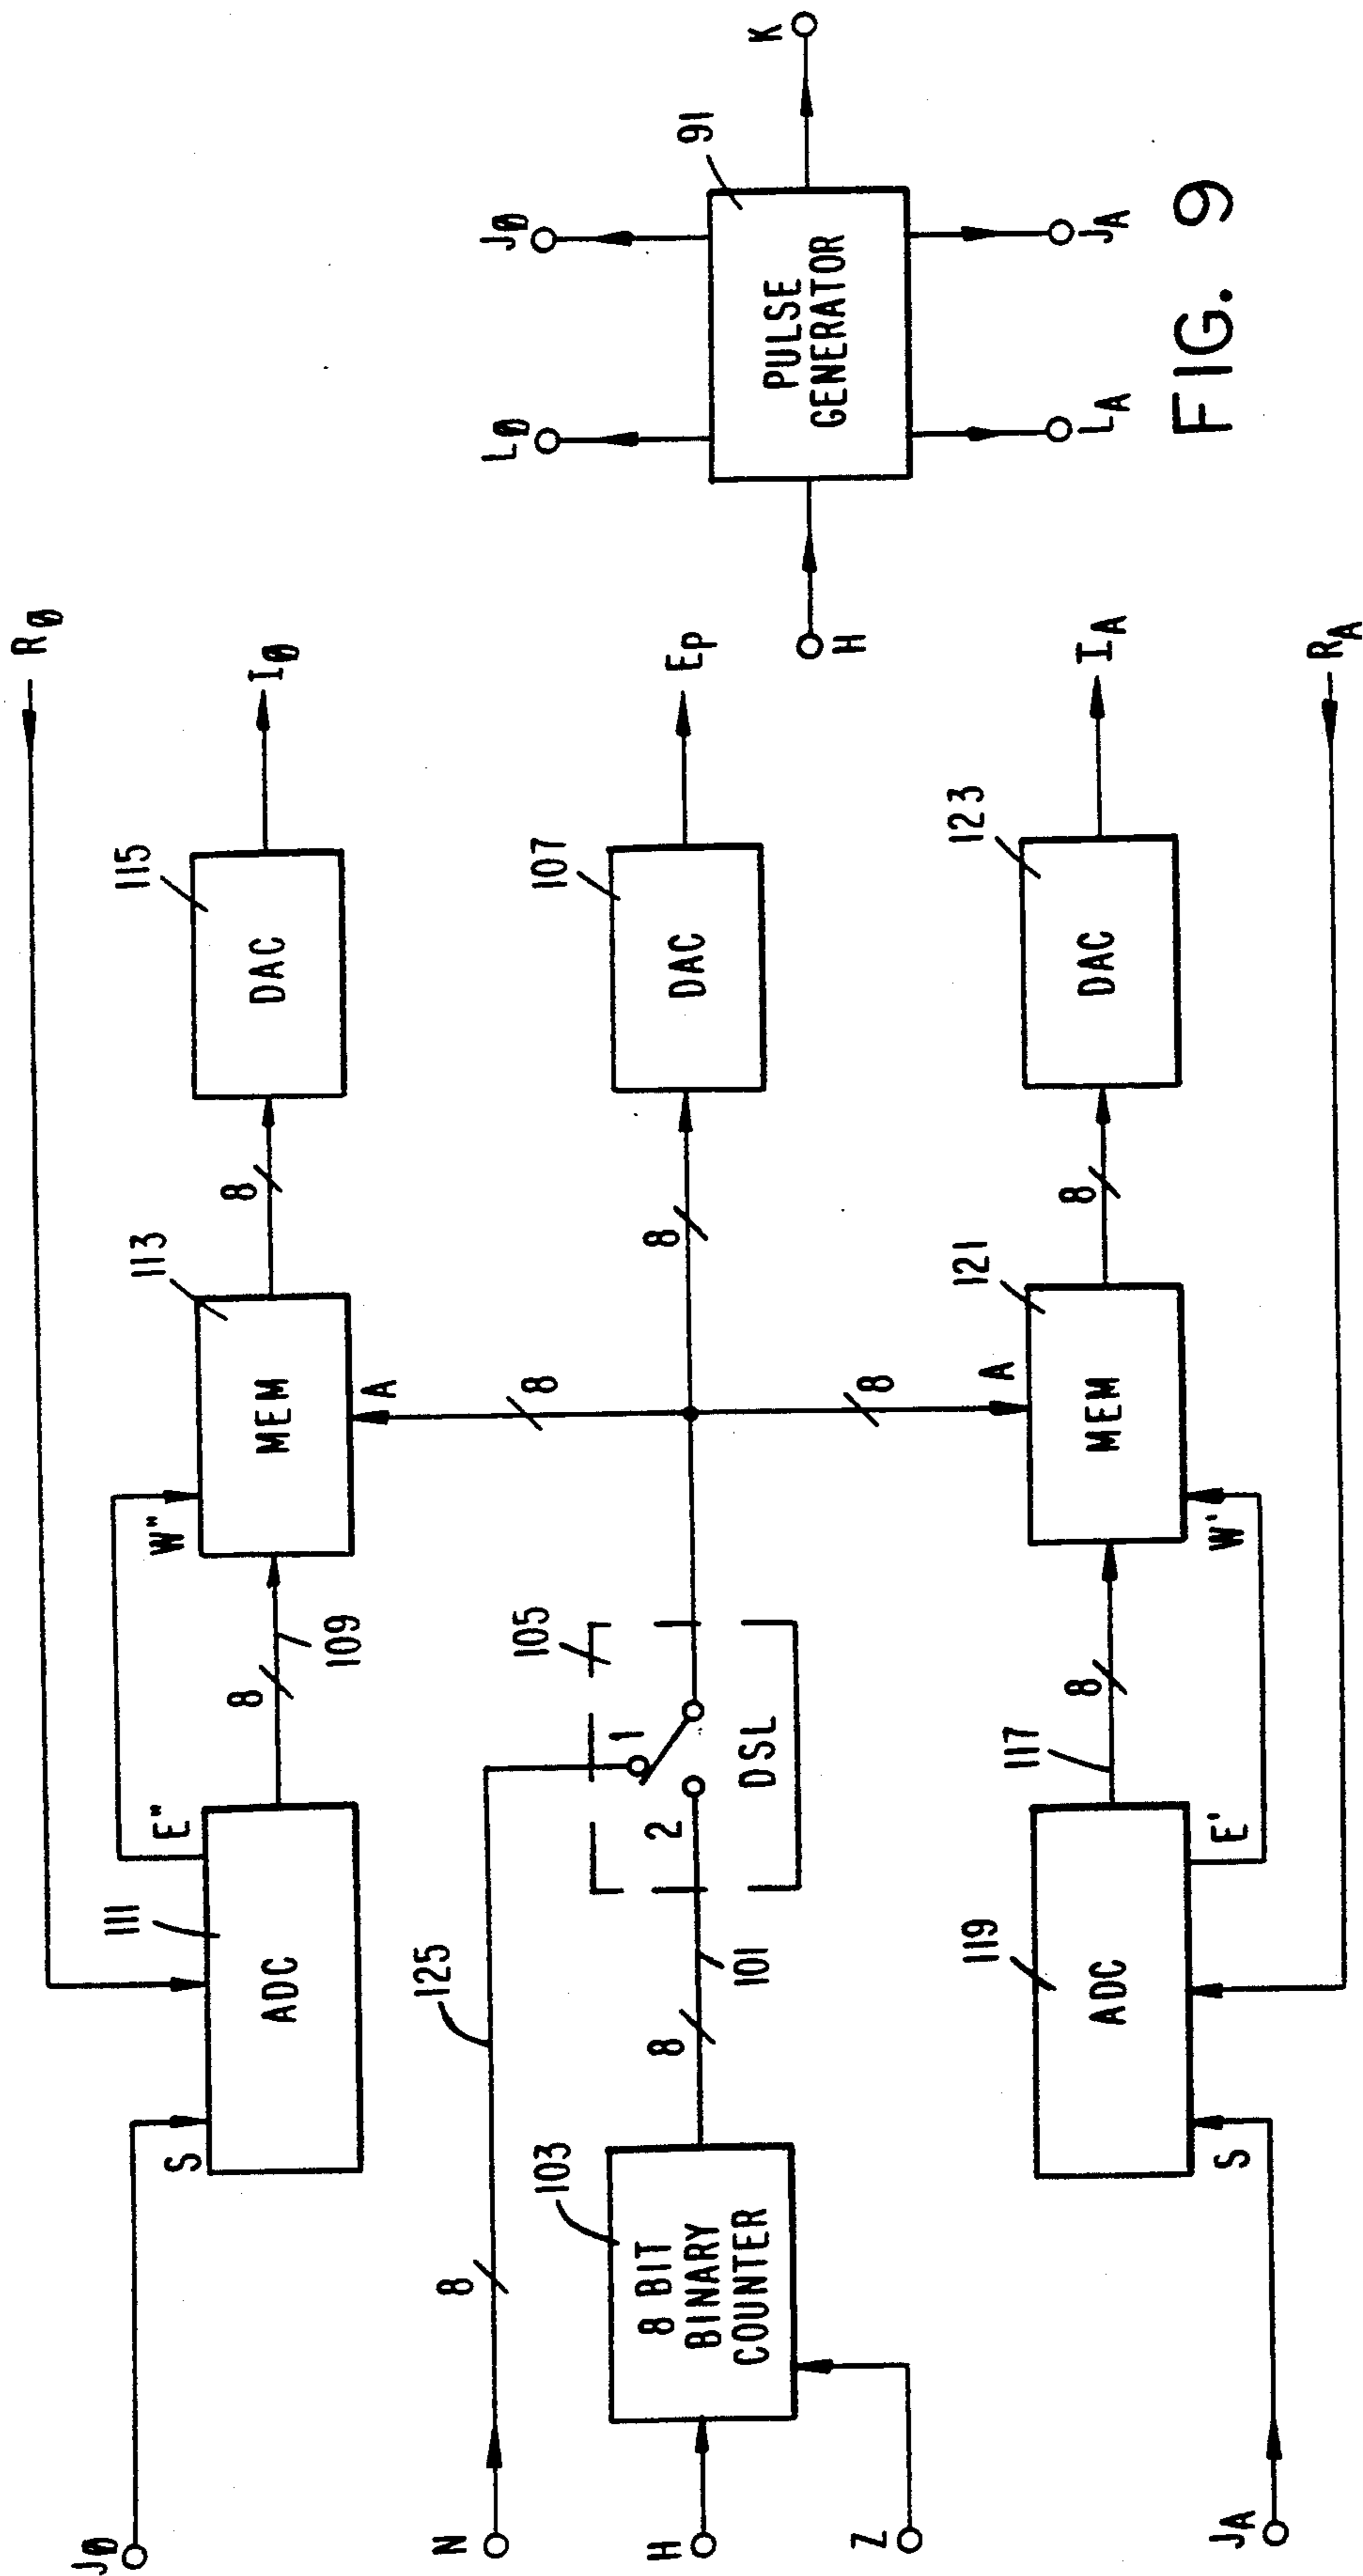 JØ
S
111
ADC
E"
8
109
W"
113
MEM
A
8
115
DAC
IØ
RØ
N
8
125
H
Z
103
8 BIT
BINARY
COUNTER
8
101
105
1
2
DSL
8
8
8
107
DAC
EP
JA
S
119
ADC
E'
117
8
W'
121
MEM
A
8
123
DAC
IA
RA
H
LØ
JØ
91
PULSE
GENERATOR
K
LA
JA
FIG. 9